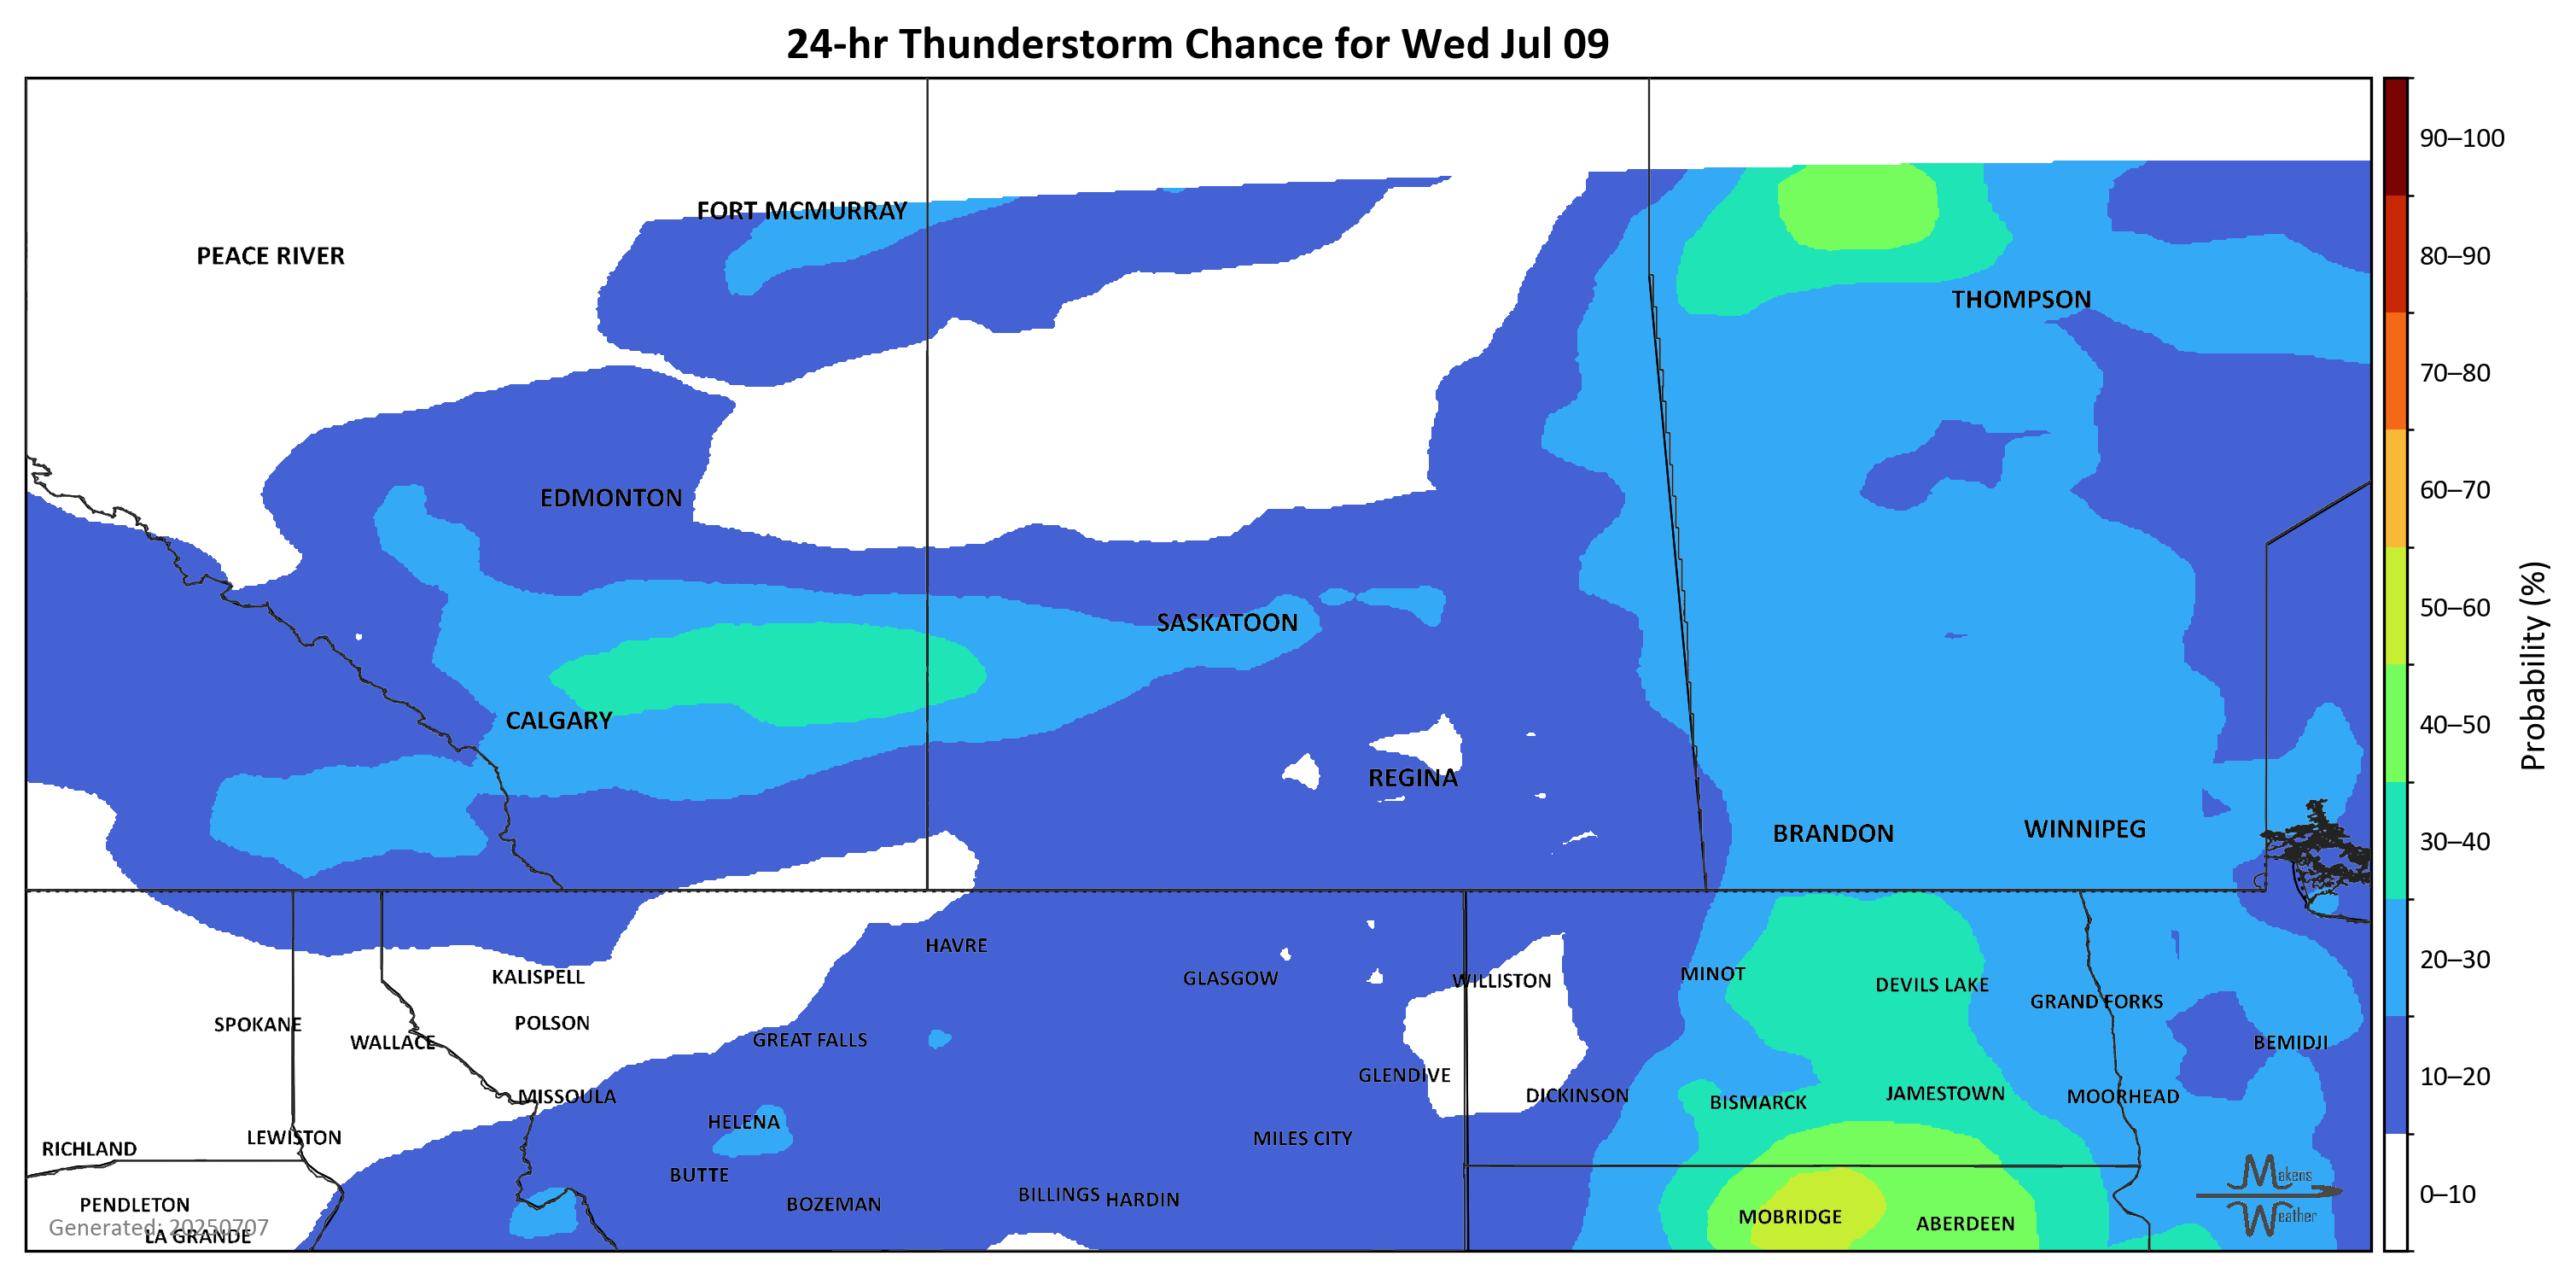 24-hr Thunderstorm Chance for Wed Jul 09
90–100
FORT MCMURRAY
PEACE RIVER
80–90
THOMPSON
70–80
EDMONTON
60–70
50–60
SASKATOON
Probability (%)
CALGARY
40–50
REGINA
BRANDON
WINNIPEG
30–40
HAVRE
20–30
KALISPELL
GLASGOW
WILLISTON
MINOT
DEVILS LAKE
GRAND FORKS
SPOKANE
POLSON
WALLACE
GREAT FALLS
BEMIDJI
GLENDIVE
10–20
MISSOULA
DICKINSON
BISMARCK
JAMESTOWN
MOORHEAD
HELENA
LEWISTON
MILES CITY
RICHLAND
BUTTE
Makens
PENDLETON
BOZEMAN
BILLINGS
HARDIN
0–10
MOBRIDGE
ABERDEEN
Weather
Generated: 20250707
LA GRANDE